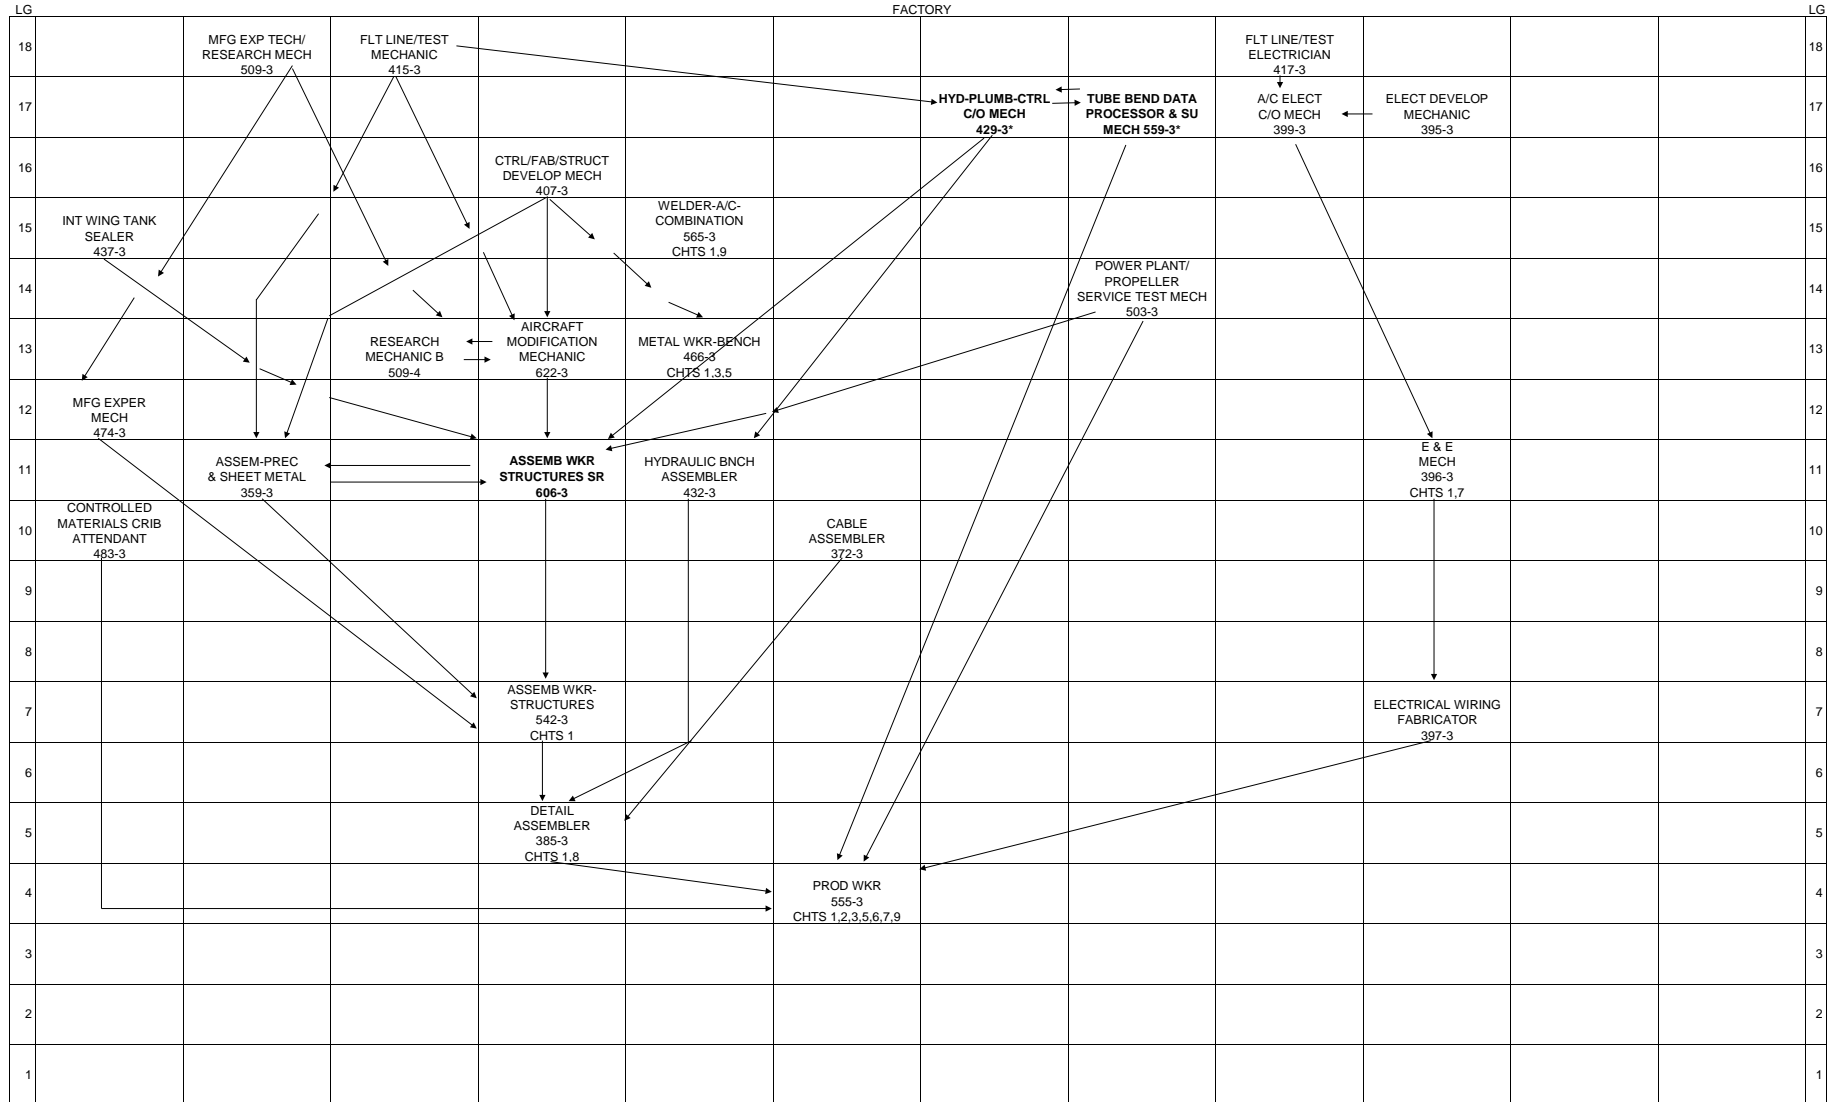 LG FACTORY LG
18 18
MFG EXP TECH/
RESEARCH MECH
509-3
FLT LINE/TEST
MECHANIC
415-3
FLT LINE/TEST
ELECTRICIAN
417-3
17 17
HYD-PLUMB-CTRL
C/O MECH
429-3*
TUBE BEND DATA
PROCESSOR & SU
MECH 559-3*
A/C ELECT
C/O MECH
399-3
ELECT DEVELOP
MECHANIC
395-3
16 16
CTRL/FAB/STRUCT
DEVELOP MECH
407-3
15 15
INT WING TANK
SEALER
437-3
WELDER-A/C-
COMBINATION
565-3
CHTS 1,9
14 14
POWER PLANT/
PROPELLER
SERVICE TEST MECH
503-3
13 13
RESEARCH
MECHANIC B
509-4
AIRCRAFT
MODIFICATION
MECHANIC
622-3
METAL WKR-BENCH
466-3
CHTS 1,3,5
12 12
MFG EXPER
MECH
474-3
11 11
ASSEM-PREC
& SHEET METAL
359-3
ASSEMB WKR
STRUCTURES SR
606-3
HYDRAULIC BNCH
ASSEMBLER
432-3
E & E
MECH
396-3
CHTS 1,7
10 10
CONTROLLED
MATERIALS CRIB
ATTENDANT
483-3
CABLE
ASSEMBLER
372-3
9 9
8 8
7 7
ASSEMB WKR-
STRUCTURES
542-3
CHTS 1
ELECTRICAL WIRING
FABRICATOR
397-3
6 6
5 5
DETAIL
ASSEMBLER
385-3
CHTS 1,8
4 4
PROD WKR
555-3
CHTS 1,2,3,5,6,7,9
3 3
2 2
1 1